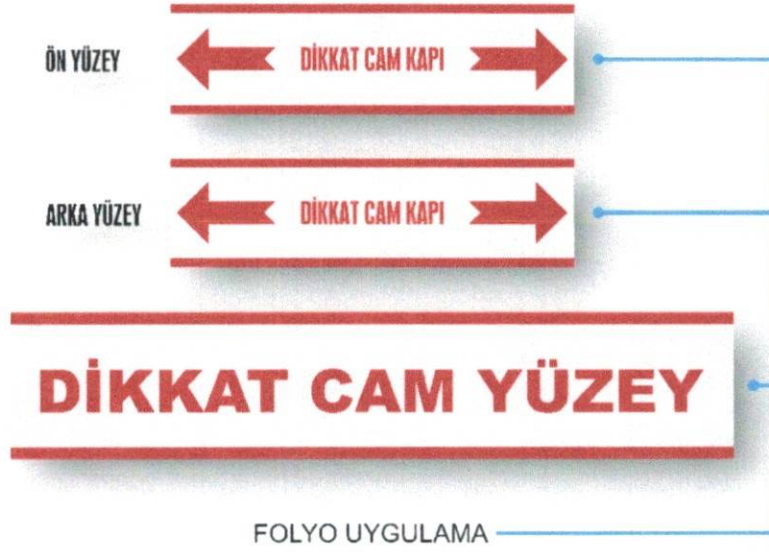 ÖN YÜZEY
DİKKAT CAM KAPI
ARKA YÜZEY
DİKKAT CAM KAPI
DİKKAT CAM YÜZEY
FOLYO UYGULAMA